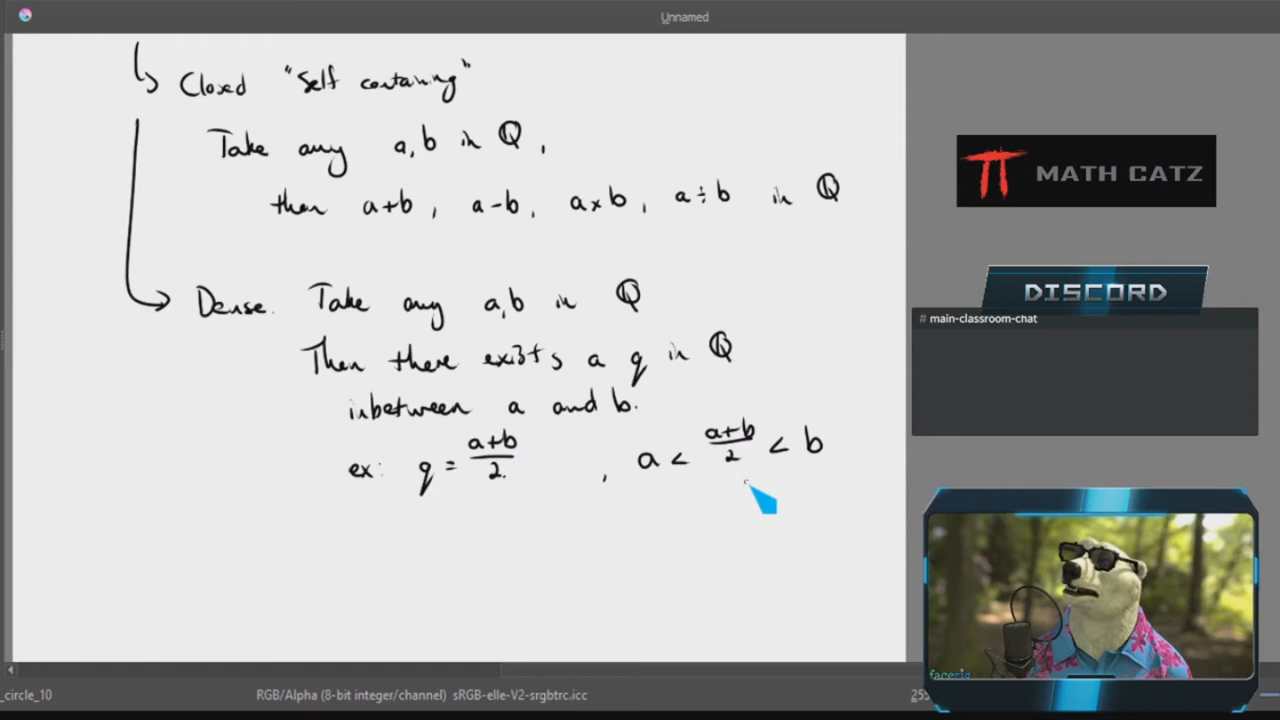 Unnamed
Closed "Self containing"
Take any a,b in ℚ,
then a+b, a-b, a×b, a÷b in ℚ
Dense. Take any a,b in ℚ
Then there exists a q in ℚ
inbetween a and b.
ex: q = a+b/2. , a < a+b/2 < b
MATH CATZ
DISCORD
# main-classroom-chat
facerig
_circle_10
RGB/Alpha (8-bit integer/channel) sRGB-elle-V2-srgbtrc.icc